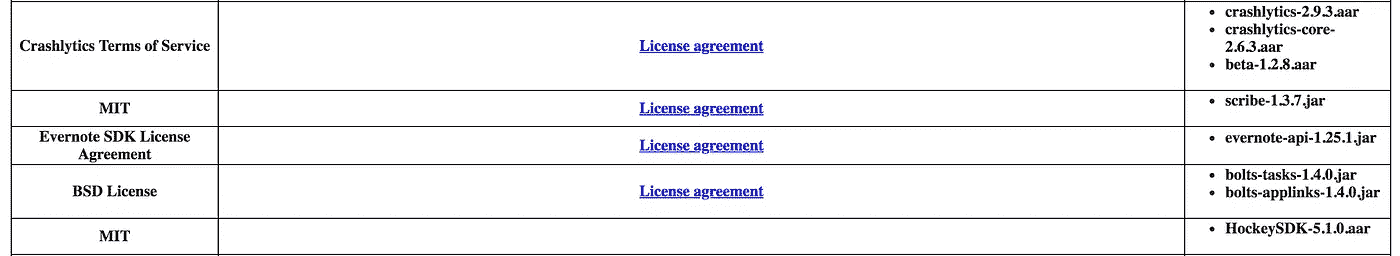 Crashlytics Terms of Service
License agreement
• crashlytics-2.9.3.aar
• crashlytics-core-
2.6.3.aar
• beta-1.2.8.aar
MIT
License agreement
• scribe-1.3.7.jar
Evernote SDK License
Agreement
License agreement
• evernote-api-1.25.1.jar
BSD License
License agreement
• bolts-tasks-1.4.0.jar
• bolts-applinks-1.4.0.jar
MIT
• HockeySDK-5.1.0.aar